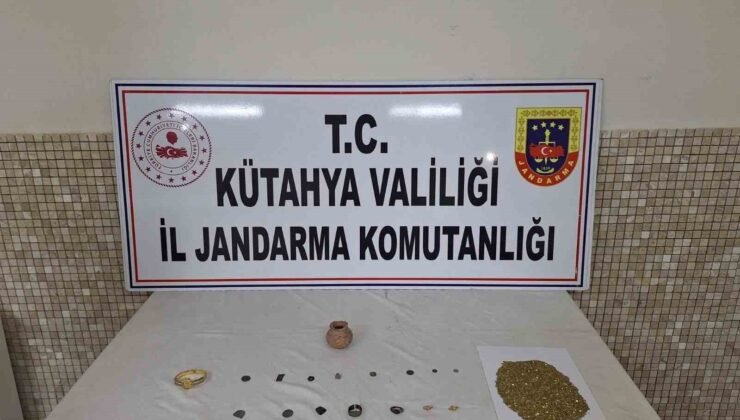 T.C.
KÜTAHYA VALİLİĞİ
İL JANDARMA KOMUTANLIĞI
JANDARMA